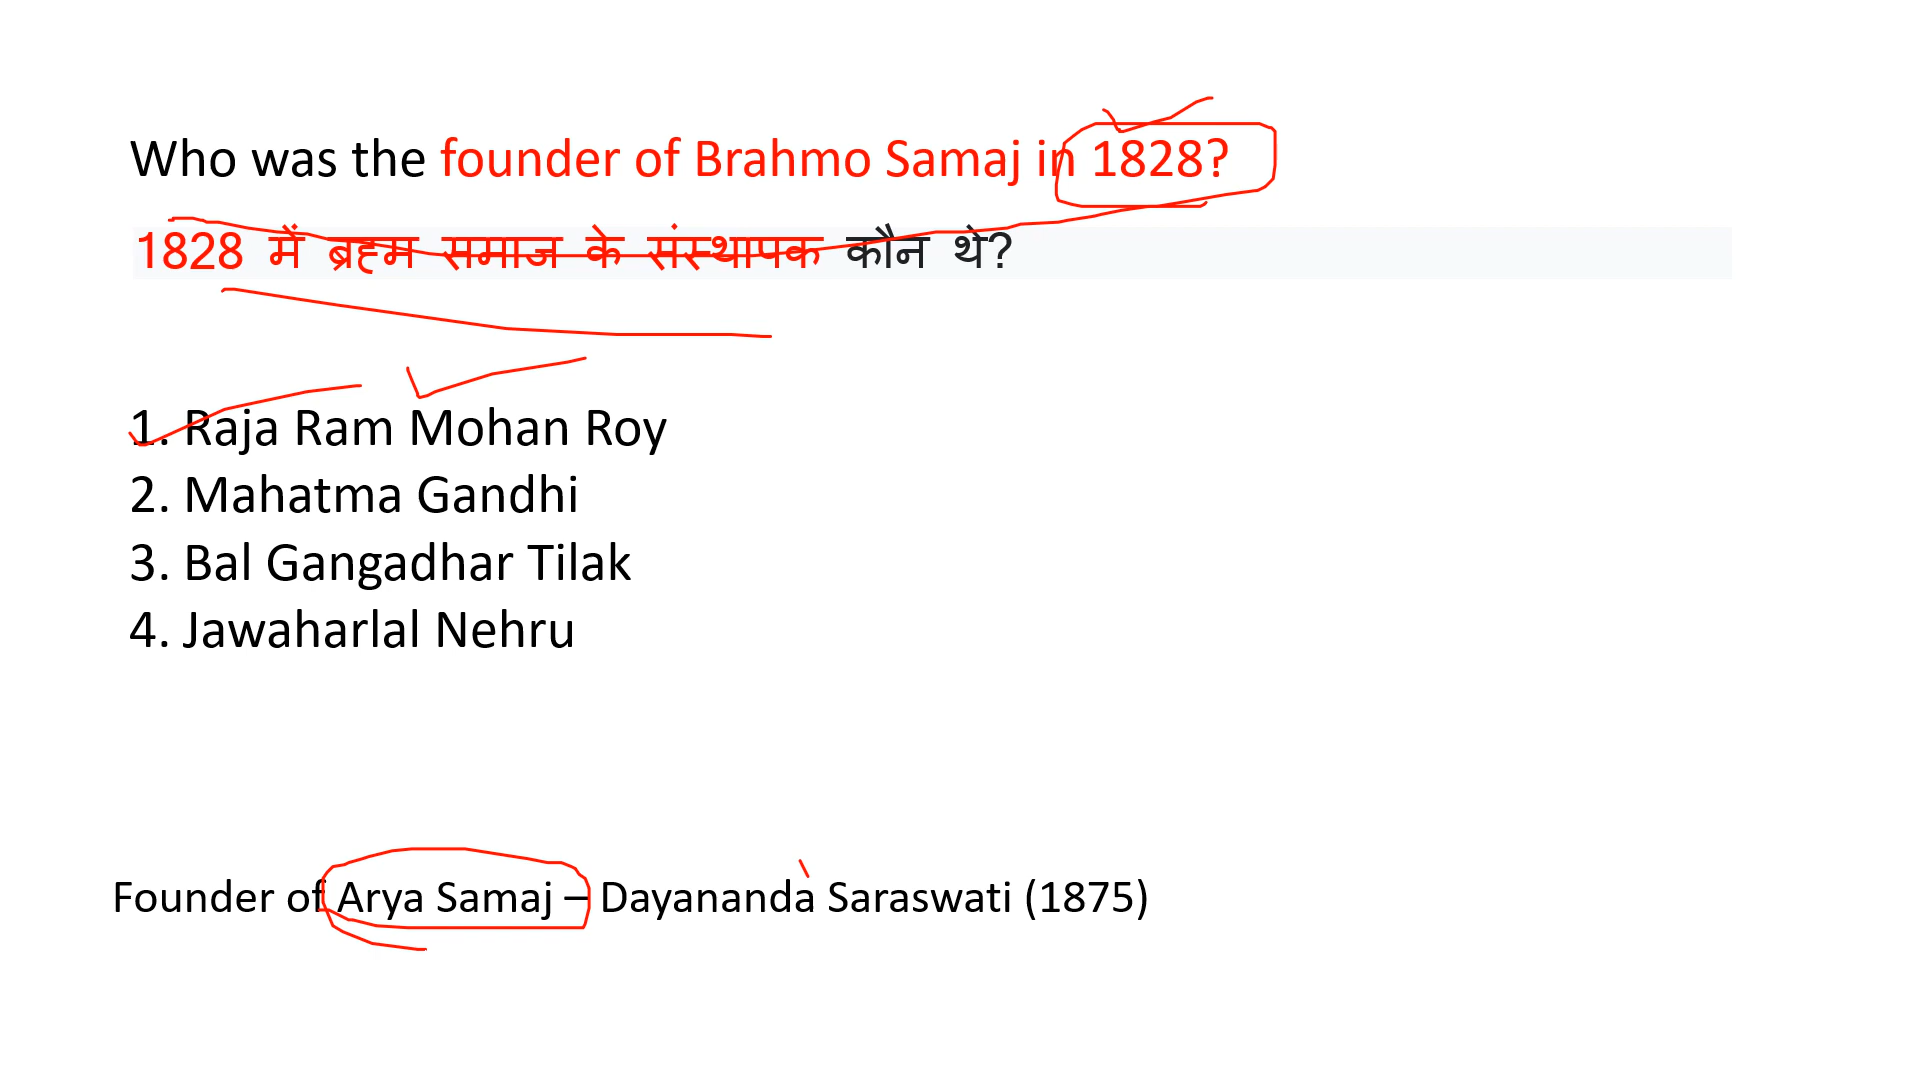 Who was the founder of Brahmo Samaj in 1828?
1828 में ब्रह्म समाज के संस्थापक कौन थे?
1. Raja Ram Mohan Roy
2. Mahatma Gandhi
3. Bal Gangadhar Tilak
4. Jawaharlal Nehru
Founder of Arya Samaj – Dayananda Saraswati (1875)